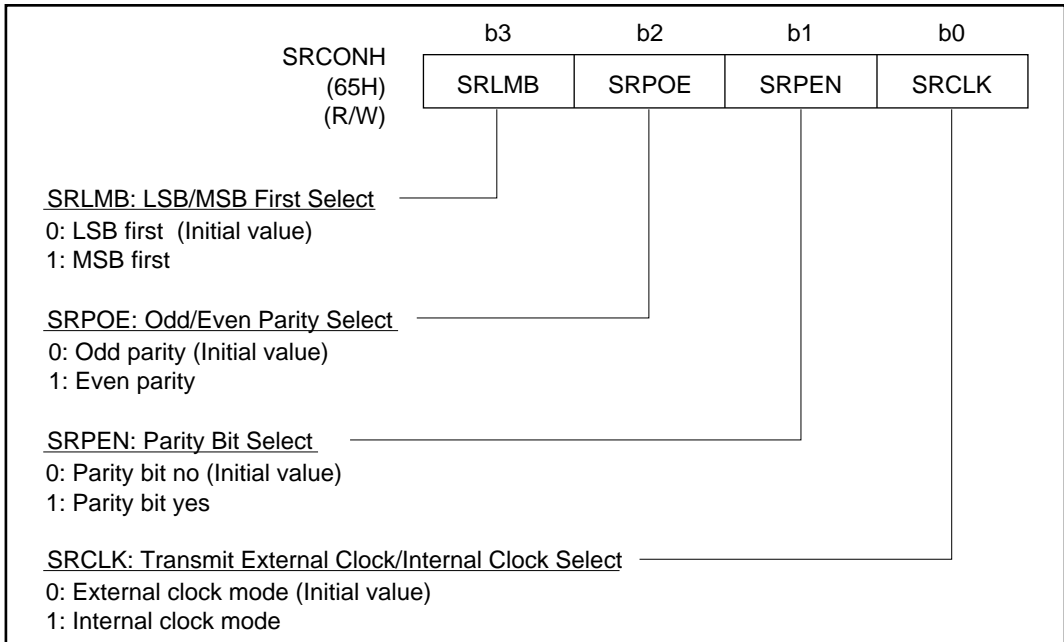 b3 b2 b1 b0
SRCONH
(65H)
(R/W)
SRLMB SRPOE SRPEN SRCLK
SRLMB: LSB/MSB First Select
0: LSB first (Initial value)
1: MSB first
SRPOE: Odd/Even Parity Select
0: Odd parity (Initial value)
1: Even parity
SRPEN: Parity Bit Select
0: Parity bit no (Initial value)
1: Parity bit yes
SRCLK: Transmit External Clock/Internal Clock Select
0: External clock mode (Initial value)
1: Internal clock mode